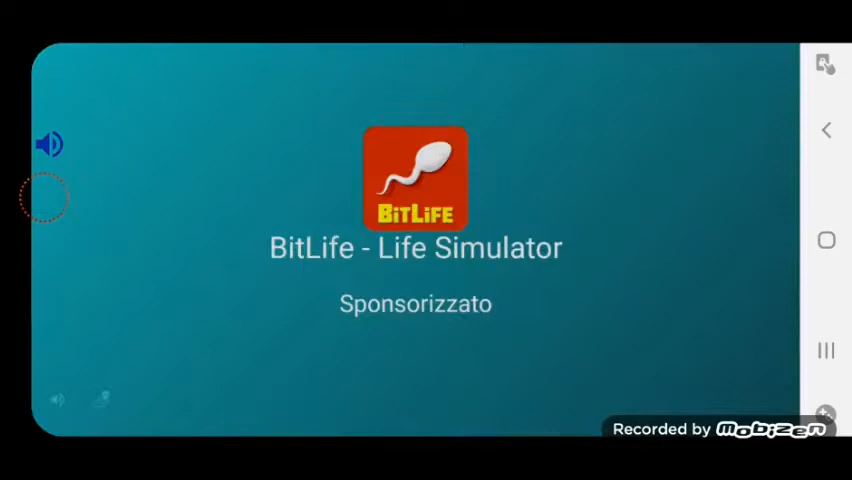 BITLIFE
BitLife - Life Simulator
Sponsorizzato
Recorded by mobizen